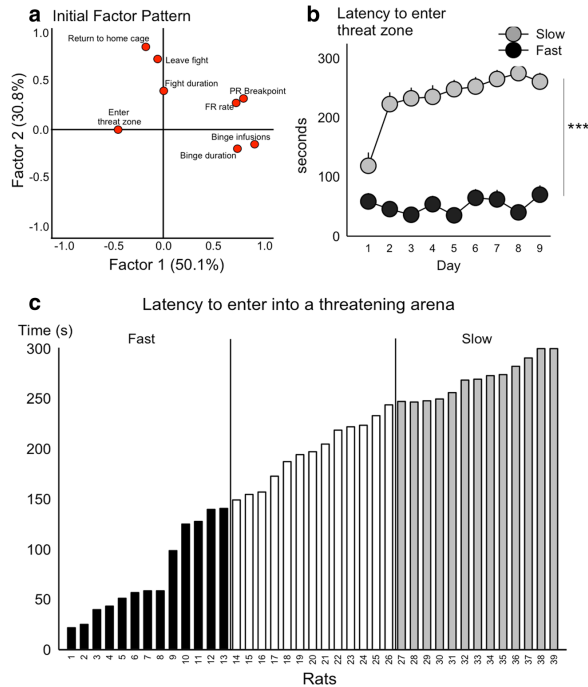 a Initial Factor Pattern
1.0
0.5
0.0
-0.5
-1.0
Factor 2 (30.8%)
Return to home cage
Leave fight
Fight duration
PR Breakpoint
FR rate
Enter
threat zone
Binge infusions
Binge duration
-1.0 -0.5 0.0 0.5 1.0
Factor 1 (50.1%)
b Latency to enter
threat zone
Slow
Fast
300
200
100
0
seconds
***
1 2 3 4 5 6 7 8 9
Day
c Latency to enter into a threatening arena
Time (s)
Fast Slow
300
250
200
150
100
50
0
1 2 3 4 5 6 7 8 9 10 11 12 13 14 15 16 17 18 19 20 21 22 23 24 25 26 27 28 29 30 31 32 33 34 35 36 37 38 39
Rats